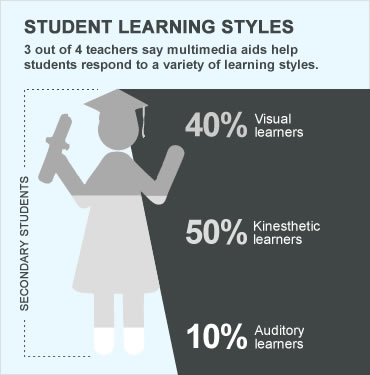 STUDENT LEARNING STYLES
3 out of 4 teachers say multimedia aids help
students respond to a variety of learning styles.
SECONDARY STUDENTS
40% Visual
learners
50% Kinesthetic
learners
10% Auditory
learners